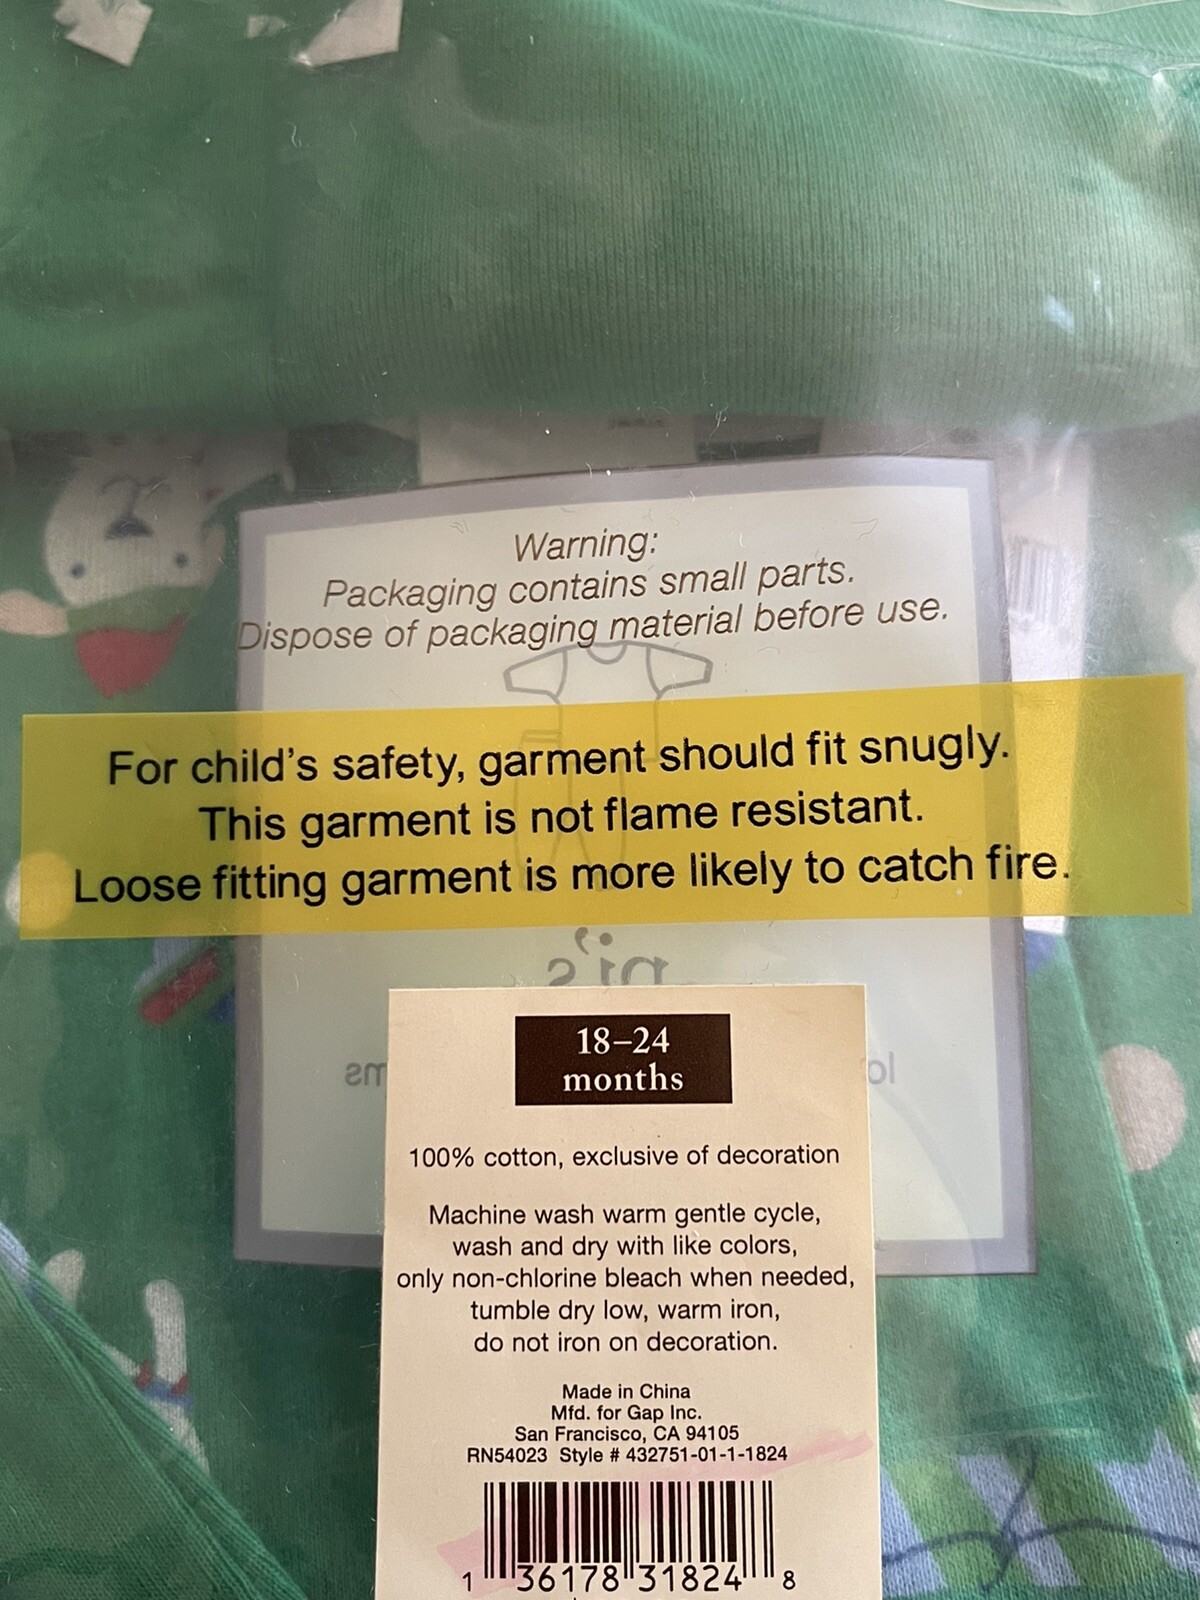 Warning:
Packaging contains small parts.
Dispose of packaging material before use.
For child's safety, garment should fit snugly.
This garment is not flame resistant.
Loose fitting garment is more likely to catch fire.
pj's
18–24
months
100% cotton, exclusive of decoration
Machine wash warm gentle cycle,
wash and dry with like colors,
only non-chlorine bleach when needed,
tumble dry low, warm iron,
do not iron on decoration.
Made in China
Mfd. for Gap Inc.
San Francisco, CA 94105
RN54023 Style # 432751-01-1-1824
1 36178 31824 8